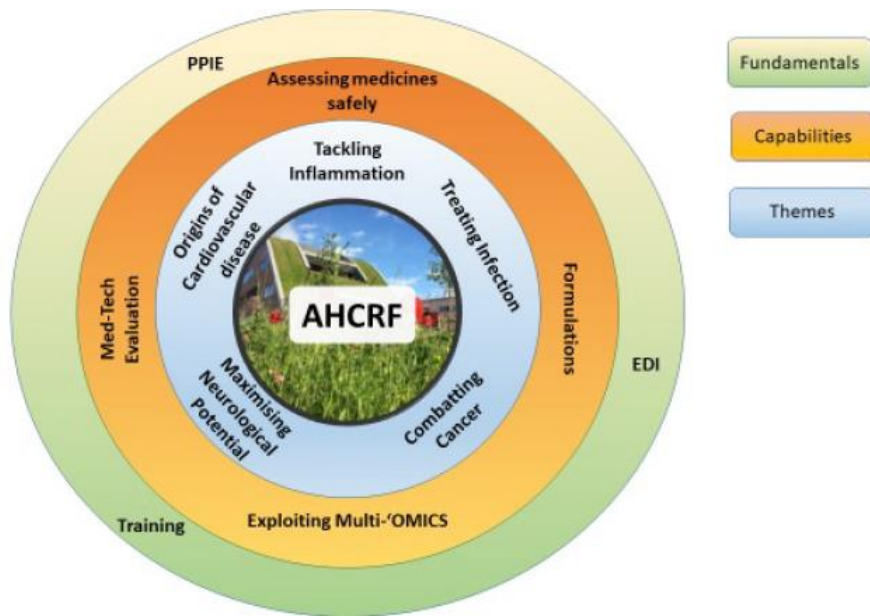 PPIE
Assessing medicines
safely
Tackling
Inflammation
Origins of
Cardiovascular
disease
Treating Infection
Med-Tech
Evaluation
AHCRF
Formulations
EDI
Maximising
Neurological
Potential
Combatting
Cancer
Training
Exploiting Multi-‘OMICS
Fundamentals
Capabilities
Themes